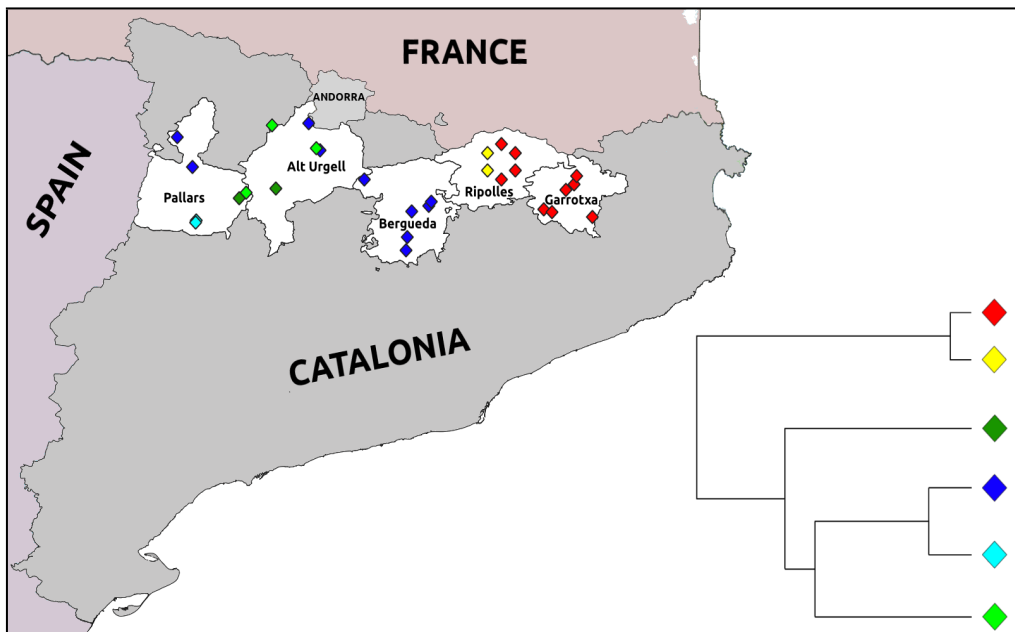 FRANCE
ANDORRA
SPAIN
Alt Urgell
Pallars
Ripolles
Garrotxa
Bergueda
CATALONIA